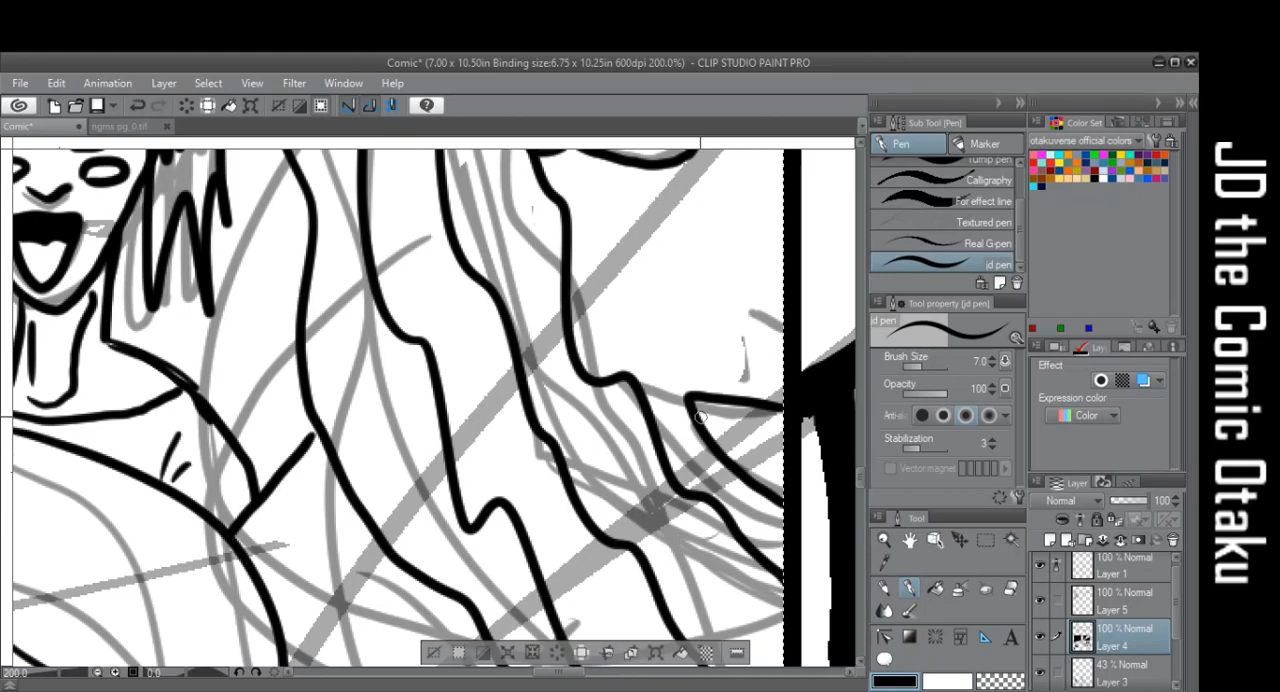 Comic* (7.00 x 10.50in Binding size:6.75 x 10.25in 600dpi 200.0%)  - CLIP STUDIO PAINT PRO
File Edit Animation Layer Select View Filter Window Help
Comic* ngms pg_0.tif
Sub Tool [Pen]
Pen Marker
Turnip pen
Calligraphy
For effect line
Textured pen
Real G-pen
jd pen
Tool property [jd pen]
jd pen
Brush Size 7.0
Opacity 100
Anti-ali
Stabilization 3
Vector magnet
Tool
A
Color Set
otakuverse official colors
Lay
Effect
Expression color
Color
Layer
Normal 100
100 % Normal
Layer 1
100 % Normal
Layer 5
100 % Normal
Layer 4
43 % Normal
Layer 3
200.0 0.0
JD the Comic Otaku